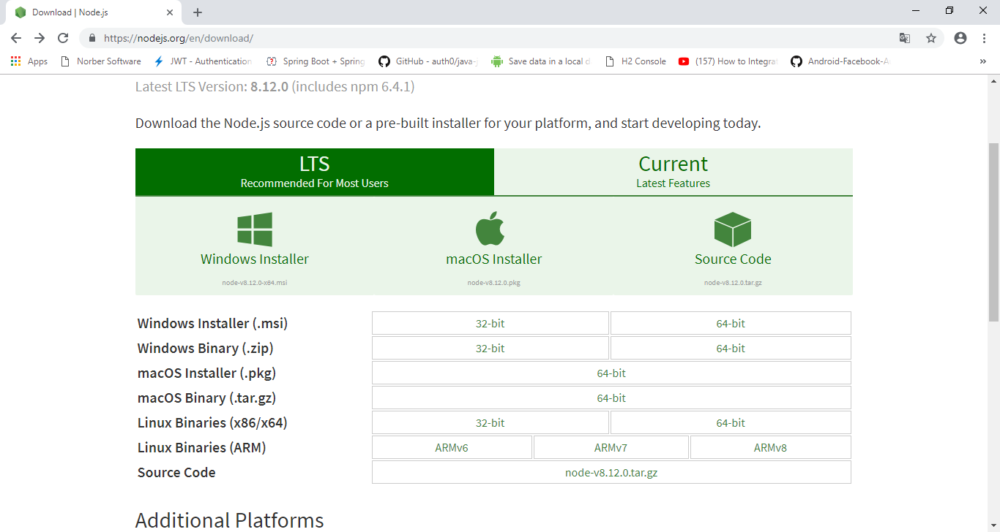 Download | Node.js
https://nodejs.org/en/download/
Apps Norber Software JWT - Authentication Spring Boot + Spring GitHub - auth0/java- Save data in a local d H2 Console (157) How to Integrat Android-Facebook-A »
Latest LTS Version: 8.12.0 (includes npm 6.4.1)
Download the Node.js source code or a pre-built installer for your platform, and start developing today.
LTS
Recommended For Most Users
Current
Latest Features
Windows Installer
node-v8.12.0-x64.msi
macOS Installer
node-v8.12.0.pkg
Source Code
node-v8.12.0.tar.gz
Windows Installer (.msi) 32-bit 64-bit
Windows Binary (.zip) 32-bit 64-bit
macOS Installer (.pkg) 64-bit
macOS Binary (.tar.gz) 64-bit
Linux Binaries (x86/x64) 32-bit 64-bit
Linux Binaries (ARM) ARMv6 ARMv7 ARMv8
Source Code node-v8.12.0.tar.gz
Additional Platforms